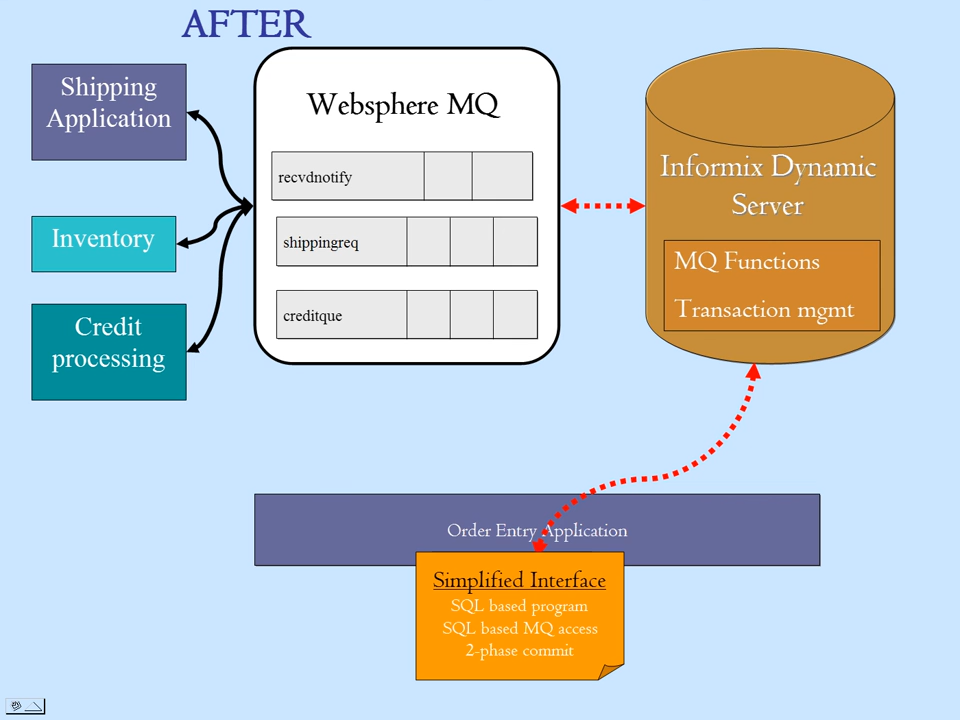 AFTER
Shipping
Application
Inventory
Credit
processing
Websphere MQ
recvdnotify
shippingreq
creditque
Informix Dynamic
Server
MQ Functions
Transaction mgmt
Order Entry Application
Simplified Interface
SQL based program
SQL based MQ access
2-phase commit